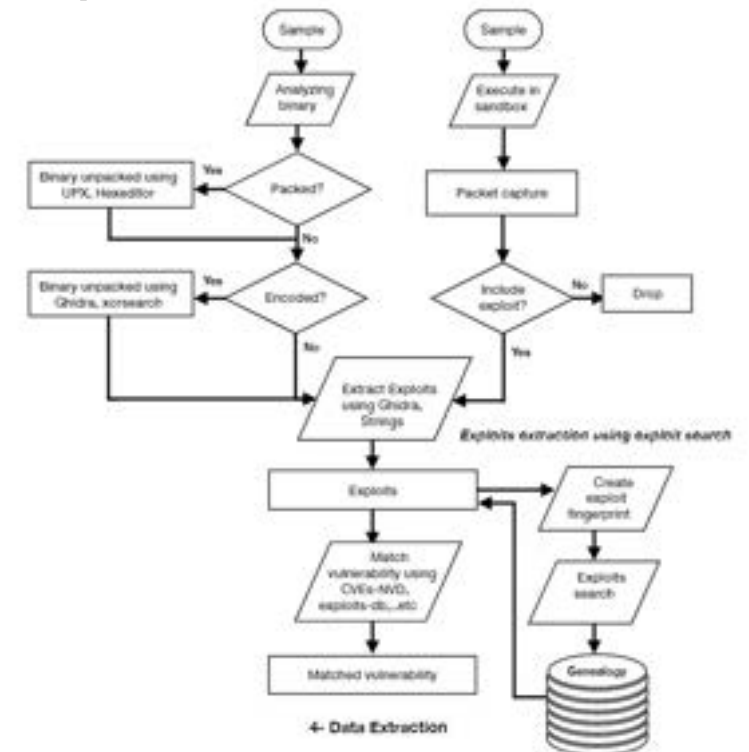 Sample
Sample
Analyzing
binary
Execute in
sandbox
Yes
Binary unpacked using
UPX, Hexeditor
Packed?
Packet capture
No
Yes
Binary unpacked using
Ghidra, xorsearch
Encoded?
Include
exploit?
No
Drop
No
Yes
Extract Exploits
using Ghidra,
Strings
Exploits extraction using exploit search
Exploits
Create
exploit
fingerprint
Match
vulnerability using
CVEs-NVD,
exploits-db,..etc
Exploits
search
Matched vulnerability
Genealogy
4- Data Extraction